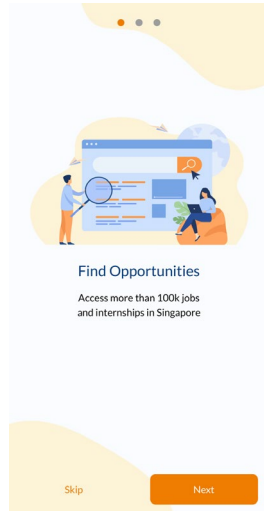 Find Opportunities
Access more than 100k jobs
and internships in Singapore
Skip
Next